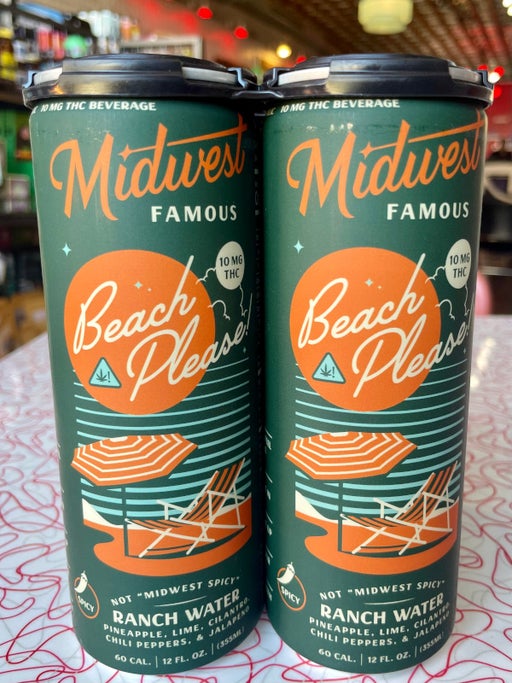 10 MG THC BEVERAGE
Midwest
FAMOUS
10 MG
THC
Beach
Please!
SPICY
NOT "MIDWEST SPICY"
RANCH WATER
PINEAPPLE, LIME, CILANTRO,
CHILI PEPPERS, & JALAPEÑO
60 CAL. | 12 FL. OZ. | (355ML)
10 MG THC BEVERAGE
Midwest
FAMOUS
10 MG
THC
Beach
Please!
SPICY
NOT "MIDWEST SPICY"
RANCH WATER
PINEAPPLE, LIME, CILANTRO,
CHILI PEPPERS, & JALAPEÑO
60 CAL. | 12 FL. OZ. | (355ML)